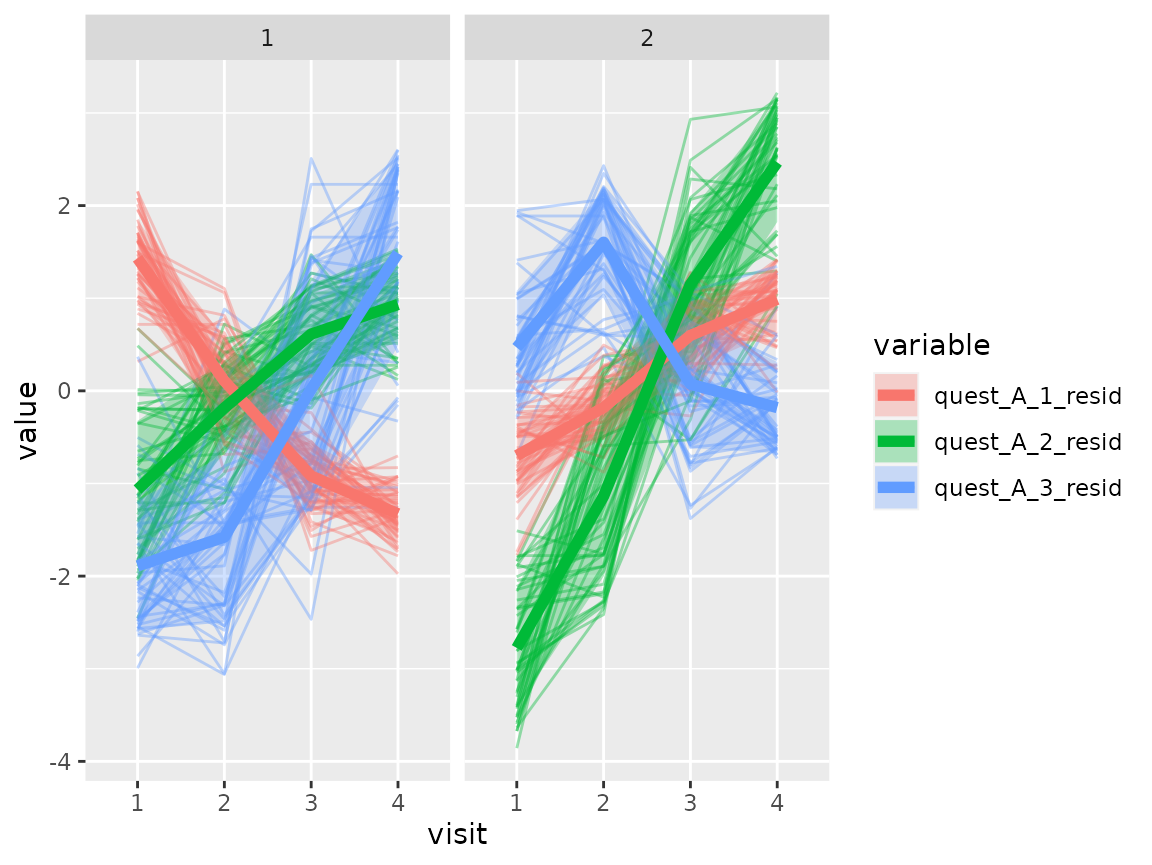 1 2
2
0
-2
-4
value
1 2 3 4 1 2 3 4
visit
variable
quest_A_1_resid
quest_A_2_resid
quest_A_3_resid